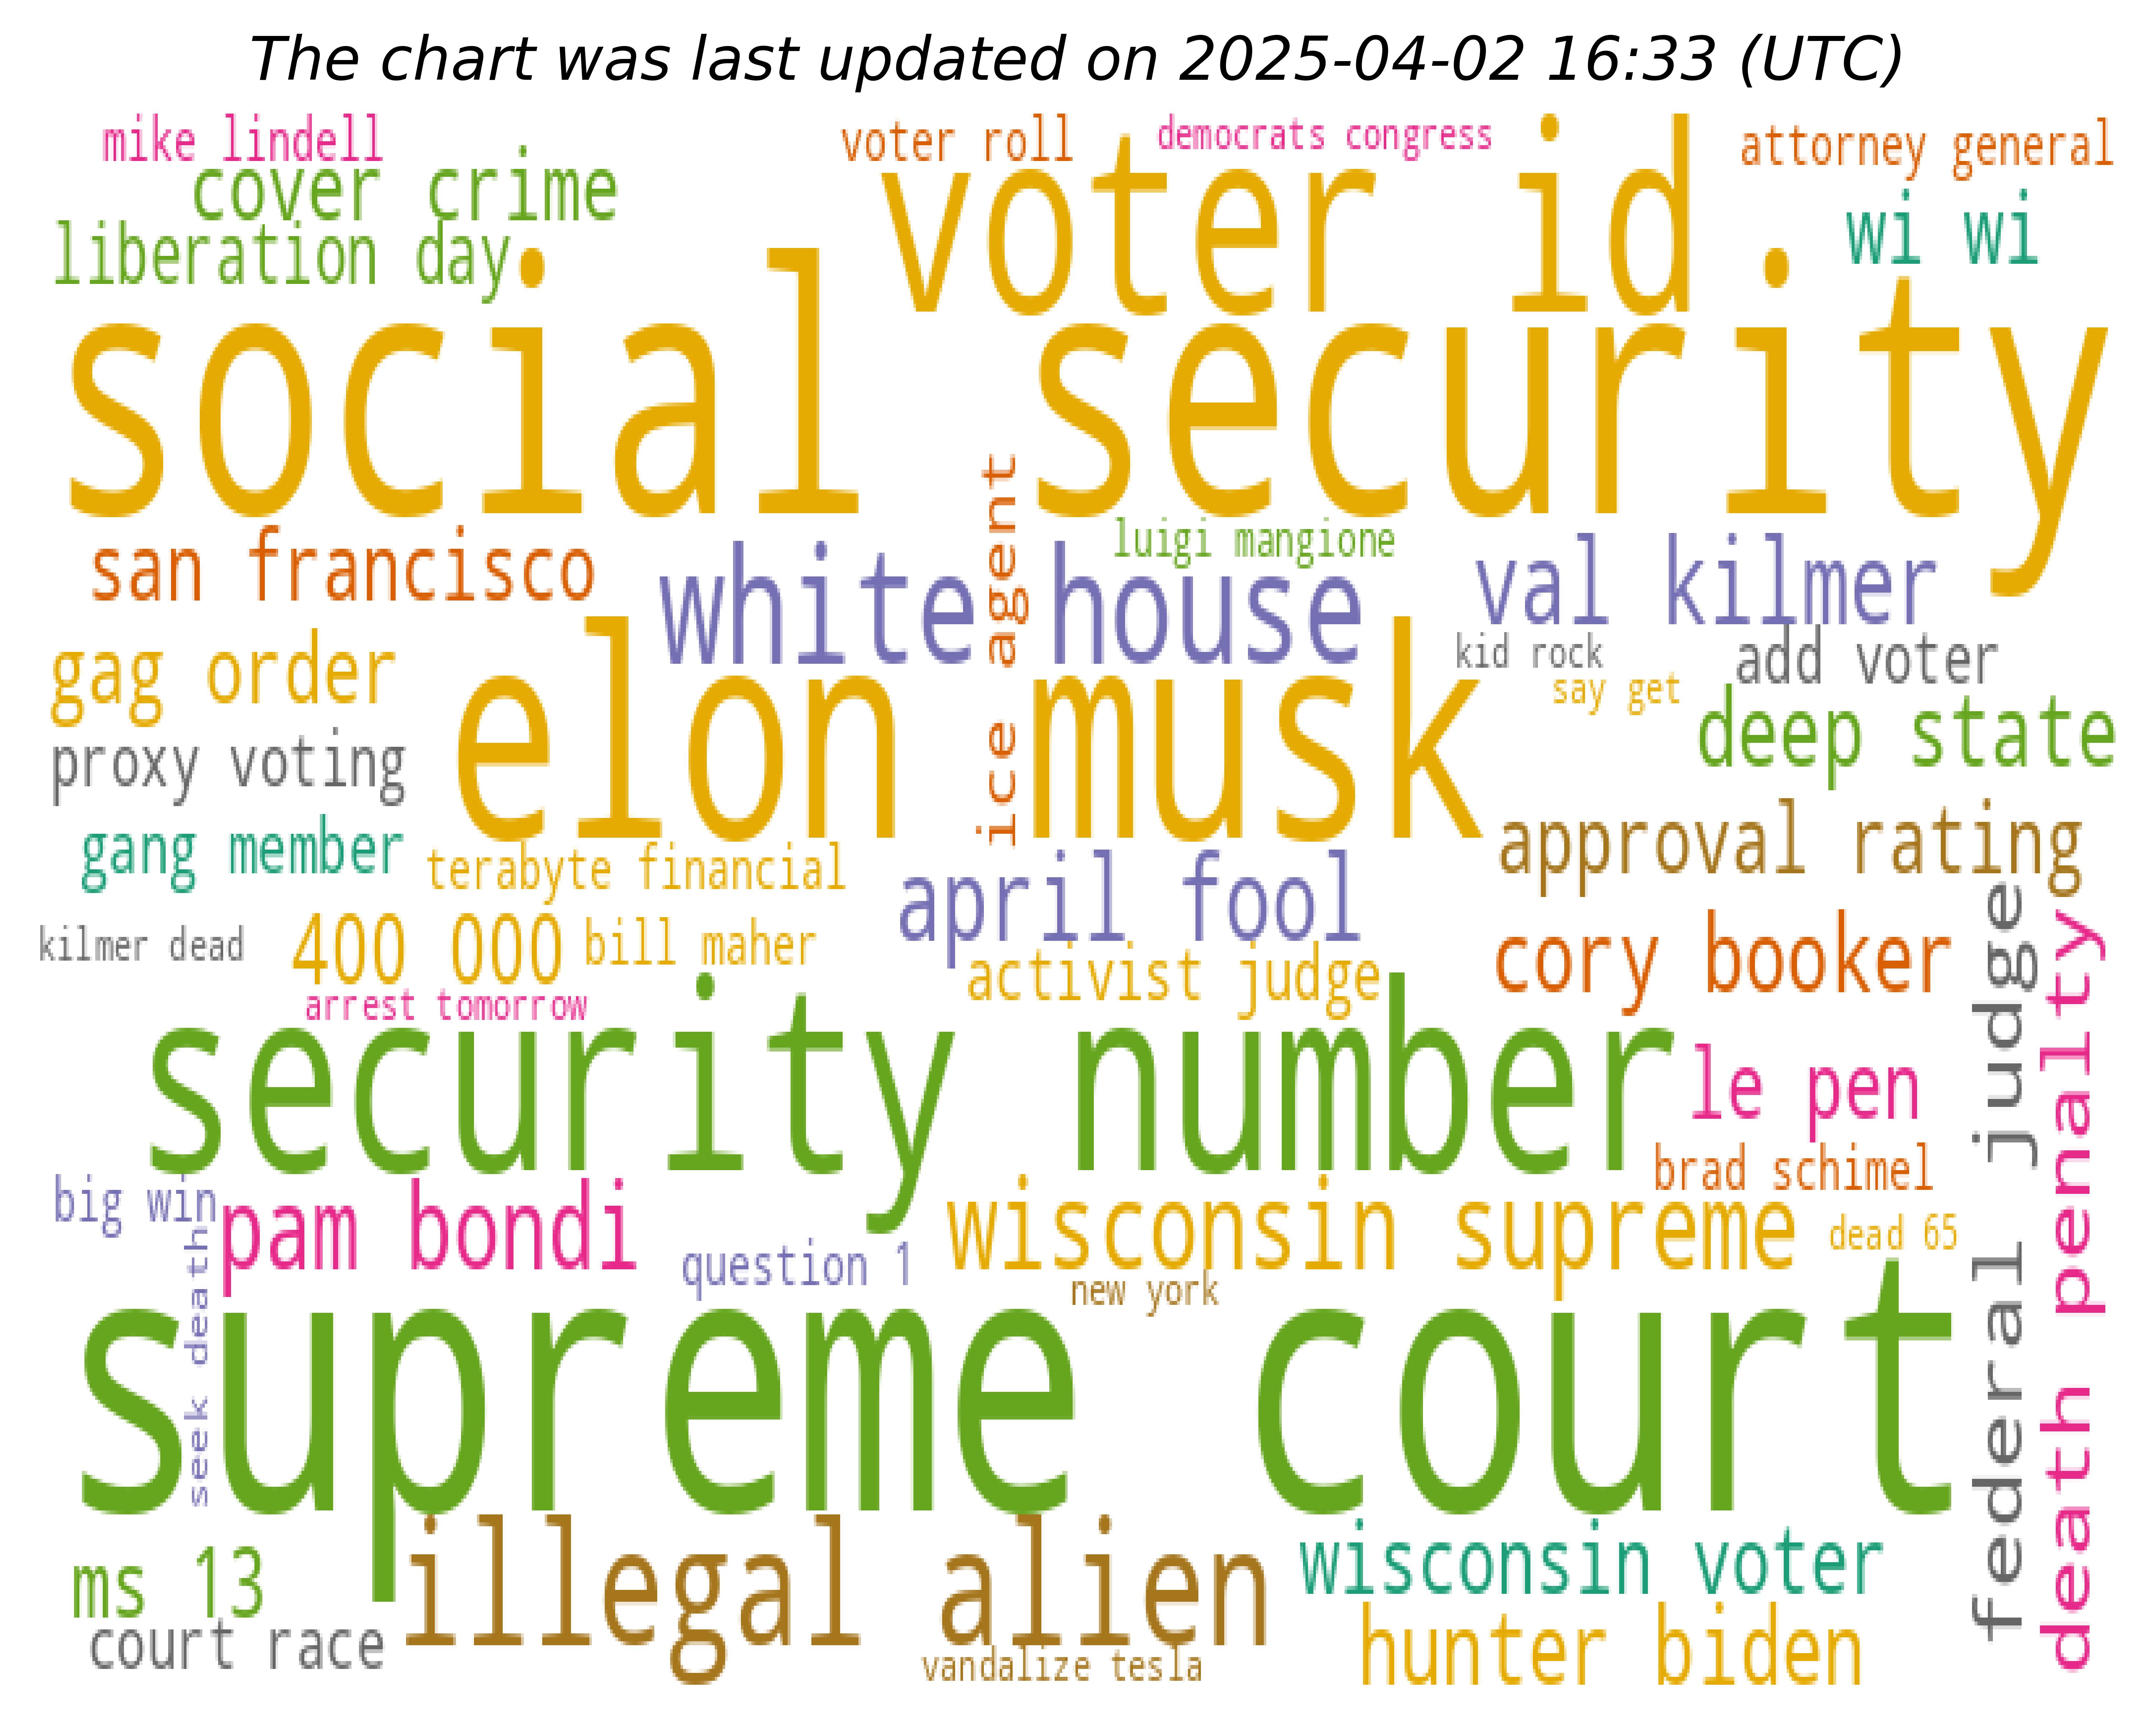 The chart was last updated on 2025-04-02 16:33 (UTC)
mike lindell
voter roll
democrats congress
attorney general
cover crime
voter id
wi wi
liberation day
social security
san francisco
white house
ice agent
luigi mangione
val kilmer
gag order
elon musk
kid rock
add voter
say get
deep state
proxy voting
gang member
terabyte financial
april fool
approval rating
kilmer dead
400 000
bill maher
activist judge
cory booker
arrest tomorrow
security number
le pen
federal judge
death penalty
brad schimel
big win
pam bondi
question 1
wisconsin supreme
dead 65
new york
seek death
supreme court
ms 13
illegal alien
wisconsin voter
court race
vandalize tesla
hunter biden